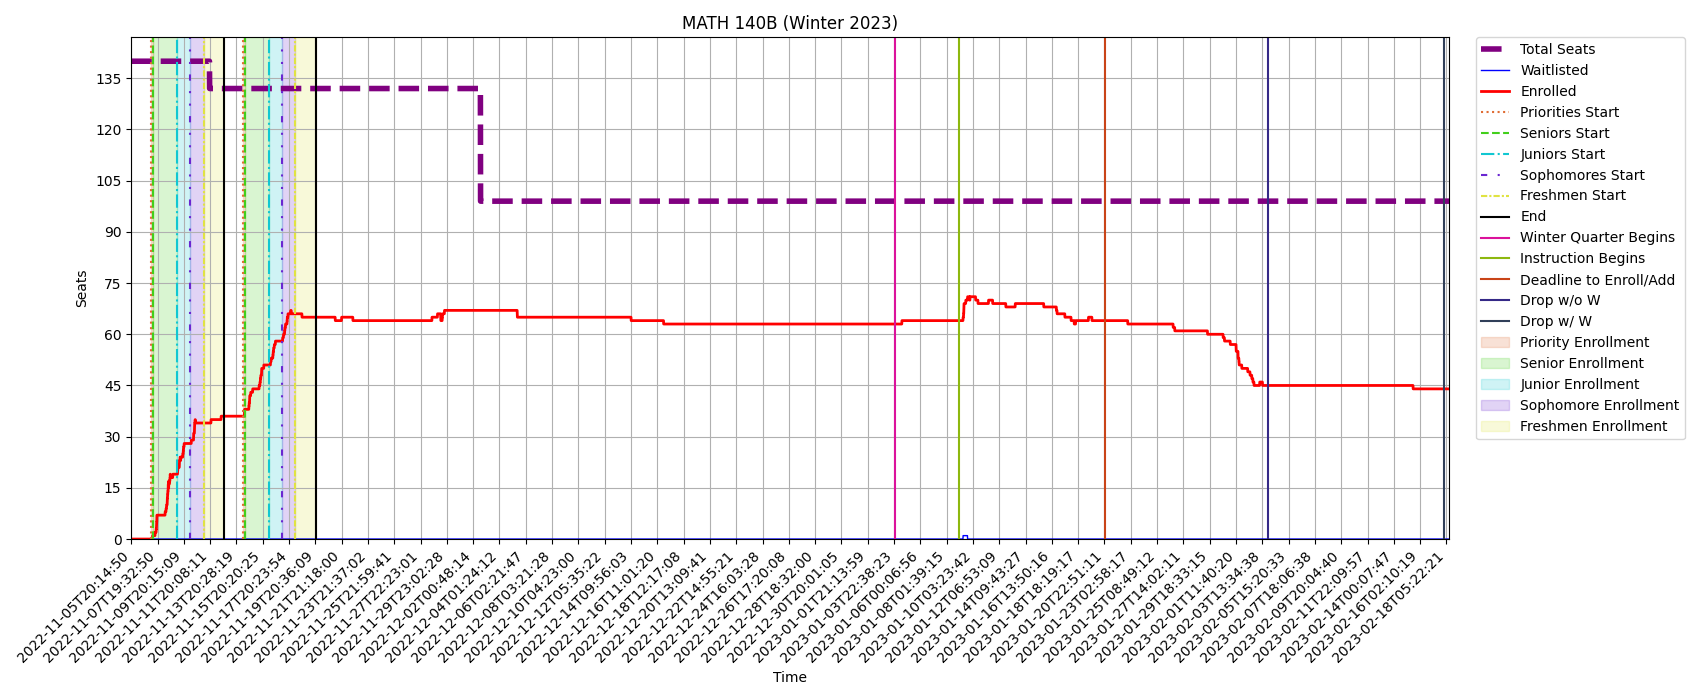 MATH 140B (Winter 2023)
Seats
135
120
105
90
75
60
45
30
15
0
2022-11-05T20:14:50
2022-11-07T19:32:50
2022-11-09T20:15:09
2022-11-11T20:08:11
2022-11-13T20:28:19
2022-11-15T20:20:25
2022-11-17T20:23:54
2022-11-19T20:36:09
2022-11-21T21:18:00
2022-11-23T21:37:02
2022-11-25T21:59:41
2022-11-27T22:23:01
2022-11-29T23:02:28
2022-12-02T00:48:14
2022-12-04T01:24:12
2022-12-06T02:21:47
2022-12-08T03:21:28
2022-12-10T04:23:00
2022-12-12T05:35:22
2022-12-14T09:56:03
2022-12-16T11:01:20
2022-12-18T12:17:08
2022-12-20T13:09:41
2022-12-22T14:55:21
2022-12-24T16:03:28
2022-12-26T17:20:08
2022-12-28T18:32:00
2022-12-30T20:01:05
2023-01-01T21:13:59
2023-01-03T22:38:23
2023-01-06T00:06:56
2023-01-08T01:39:15
2023-01-10T03:23:42
2023-01-12T06:53:09
2023-01-14T09:43:27
2023-01-16T13:50:16
2023-01-18T18:19:17
2023-01-20T22:51:11
2023-01-23T02:58:17
2023-01-25T08:49:12
2023-01-27T14:02:11
2023-01-29T18:33:15
2023-02-01T11:40:20
2023-02-03T13:34:38
2023-02-05T15:20:33
2023-02-07T18:06:38
2023-02-09T20:04:40
2023-02-11T22:09:57
2023-02-14T00:07:47
2023-02-16T02:10:19
2023-02-18T05:22:21
Time
Total Seats
Waitlisted
Enrolled
Priorities Start
Seniors Start
Juniors Start
Sophomores Start
Freshmen Start
End
Winter Quarter Begins
Instruction Begins
Deadline to Enroll/Add
Drop w/o W
Drop w/ W
Priority Enrollment
Senior Enrollment
Junior Enrollment
Sophomore Enrollment
Freshmen Enrollment